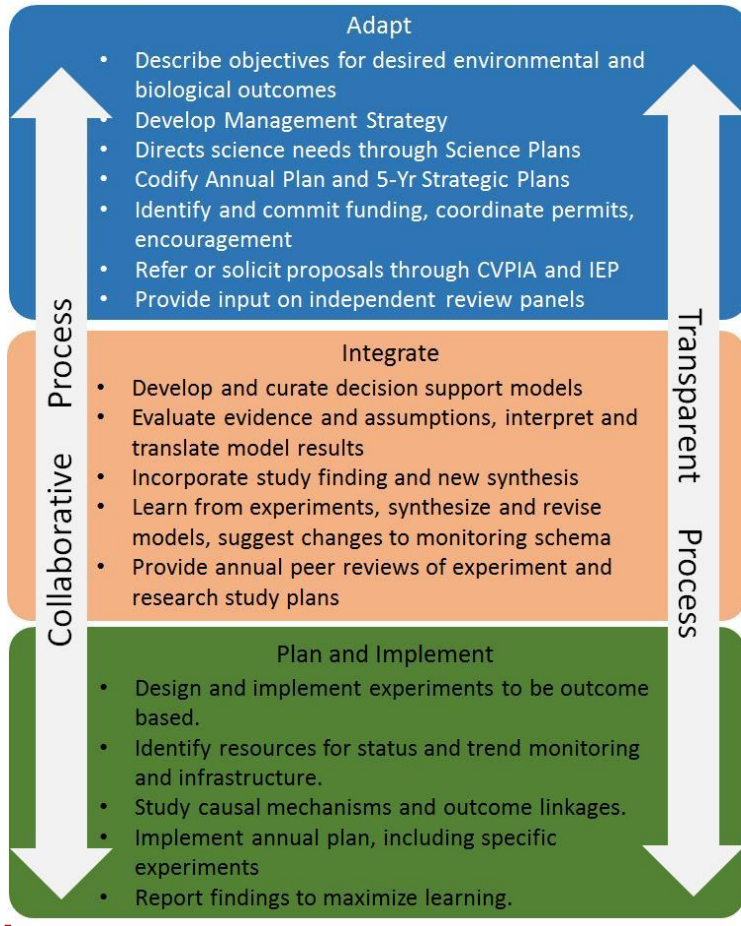 Adapt
• Describe objectives for desired environmental and
biological outcomes
• Develop Management Strategy
• Directs science needs through Science Plans
• Codify Annual Plan and 5-Yr Strategic Plans
• Identify and commit funding, coordinate permits,
encouragement
• Refer or solicit proposals through CVPIA and IEP
• Provide input on independent review panels
Integrate
• Develop and curate decision support models
• Evaluate evidence and assumptions, interpret and
translate model results
• Incorporate study finding and new synthesis
• Learn from experiments, synthesize and revise
models, suggest changes to monitoring schema
• Provide annual peer reviews of experiment and
research study plans
Plan and Implement
• Design and implement experiments to be outcome
based.
• Identify resources for status and trend monitoring
and infrastructure.
• Study causal mechanisms and outcome linkages.
• Implement annual plan, including specific
experiments
• Report findings to maximize learning.
Collaborative Process
Transparent Process